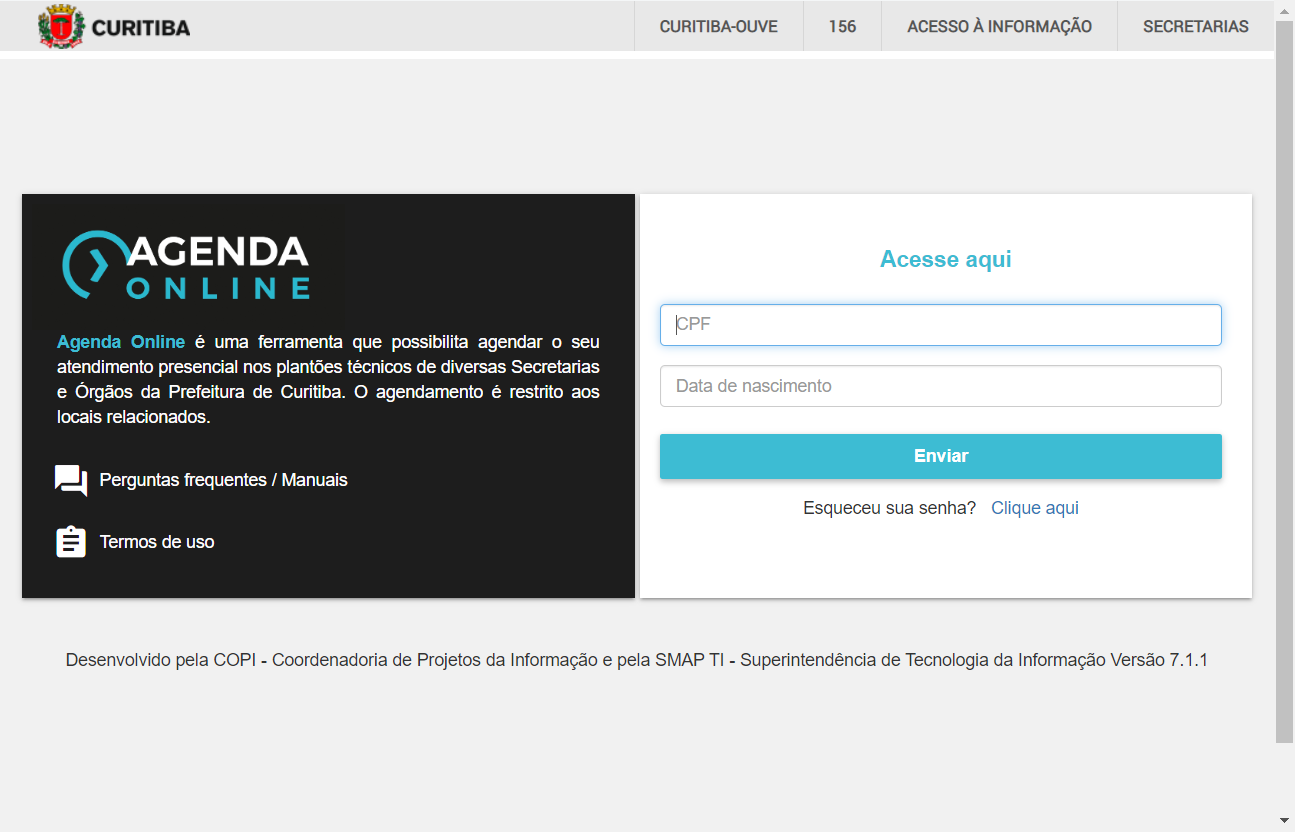 CURITIBA
CURITIBA-OUVE
156
ACESSO À INFORMAÇÃO
SECRETARIAS
AGENDA
ONLINE
Agenda Online é uma ferramenta que possibilita agendar o seu
atendimento presencial nos plantões técnicos de diversas Secretarias
e Órgãos da Prefeitura de Curitiba. O agendamento é restrito aos
locais relacionados.
Perguntas frequentes / Manuais
Termos de uso
Acesse aqui
CPF
Data de nascimento
Enviar
Esqueceu sua senha? Clique aqui
Desenvolvido pela COPI - Coordenadoria de Projetos da Informação e pela SMAP TI - Superintendência de Tecnologia da Informação Versão 7.1.1